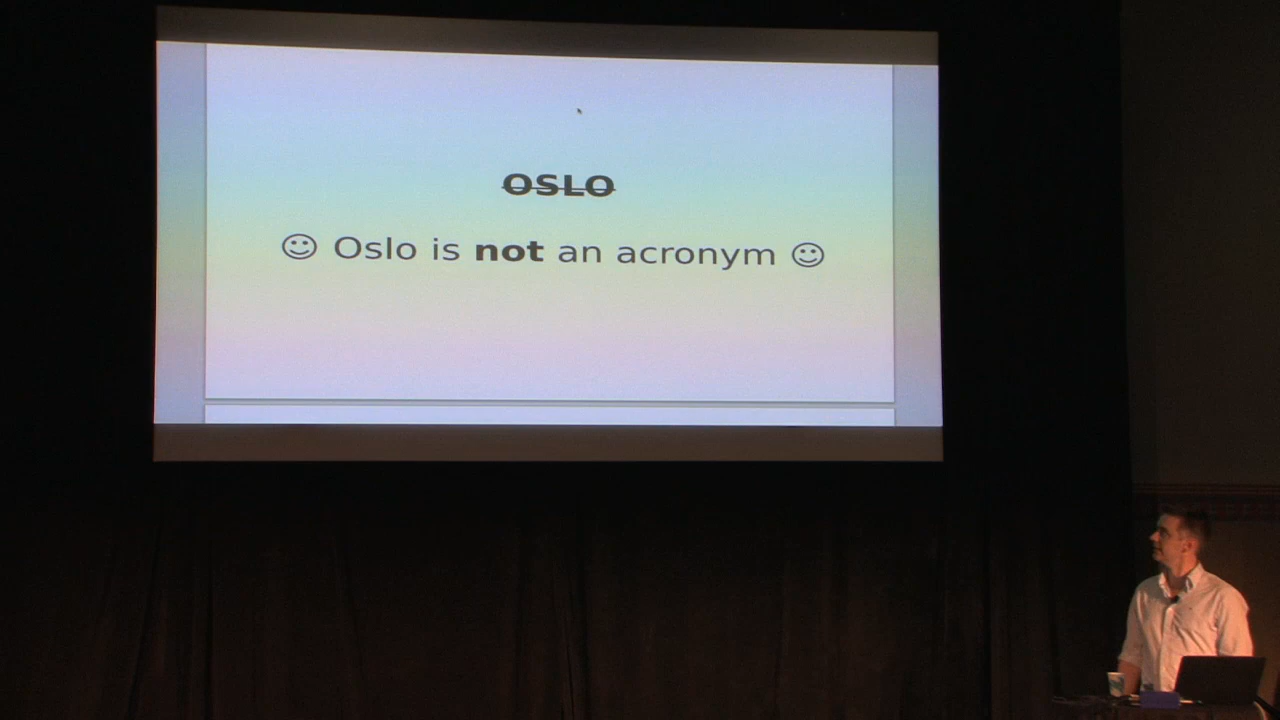 OSLO
☺ Oslo is not an acronym ☺